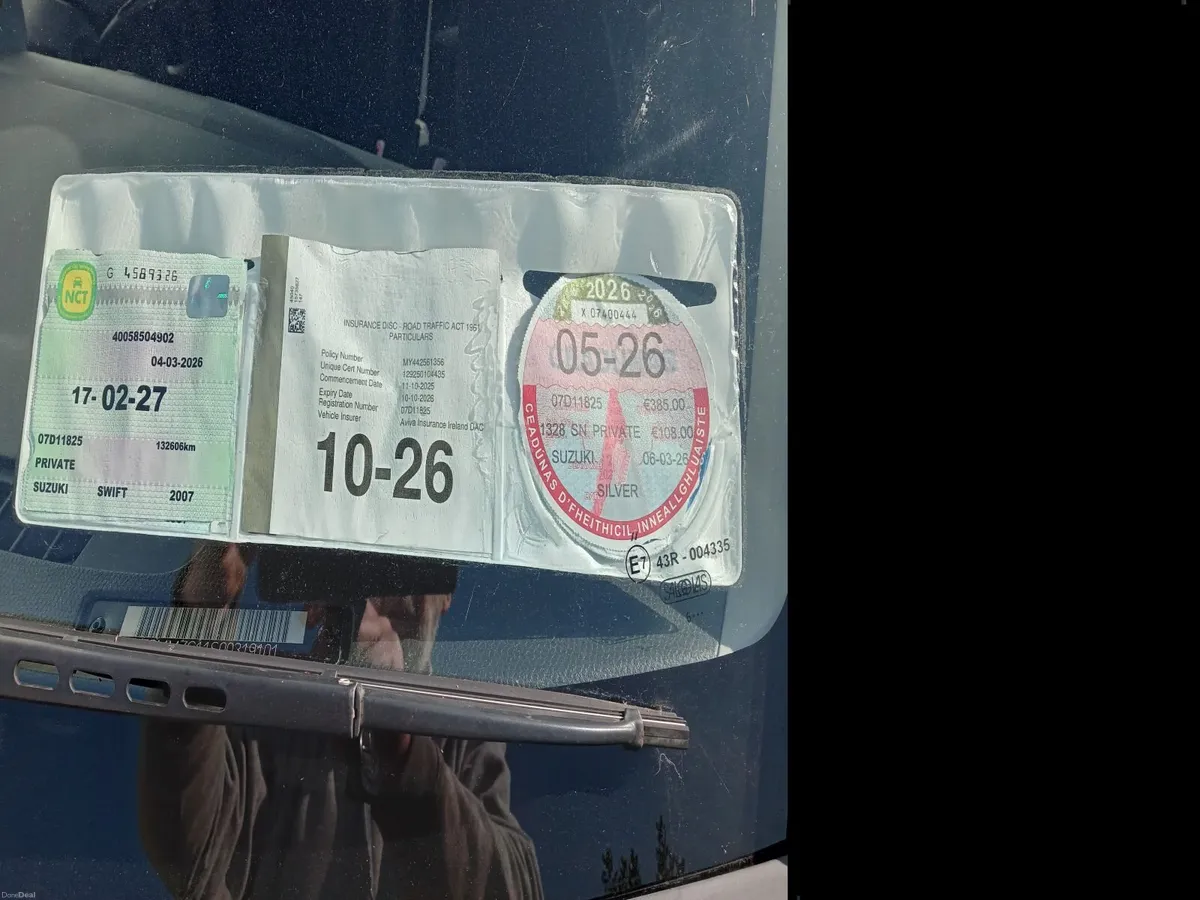 NCT
G 4589326
40058504902
04-03-2026
17-02-27
07D11825
132606km
PRIVATE
SUZUKI SWIFT 2007
INSURANCE DISC - ROAD TRAFFIC ACT 1961
PARTICULARS
Policy Number MY442561356
Unique Cert Number 129250104435
Commencement Date 11-10-2025
Expiry Date 10-10-2026
Registration Number 07D11825
Vehicle Insurer Aviva Insurance Ireland DAC
10-26
2026
X 07400444
05-26
07D11825 €385.00
1328 SN PRIVATE €108.00
SUZUKI 06-03-26
SILVER
CEADÚNAS D'FHEITHICIL INNEALLGHLUAISTE
E7 43R - 004335
DoneDeal